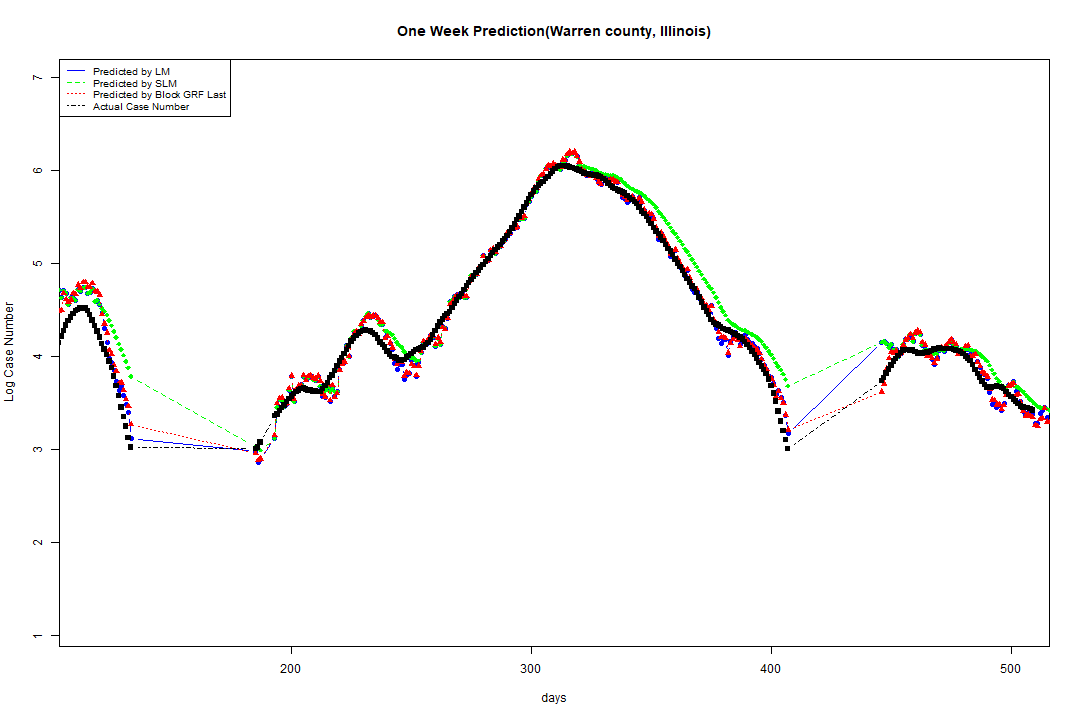 One Week Prediction(Warren county, Illinois)
Predicted by LM
Predicted by SLM
Predicted by Block GRF Last
Actual Case Number
7
6
5
4
3
2
1
Log Case Number
200
300
400
500
days